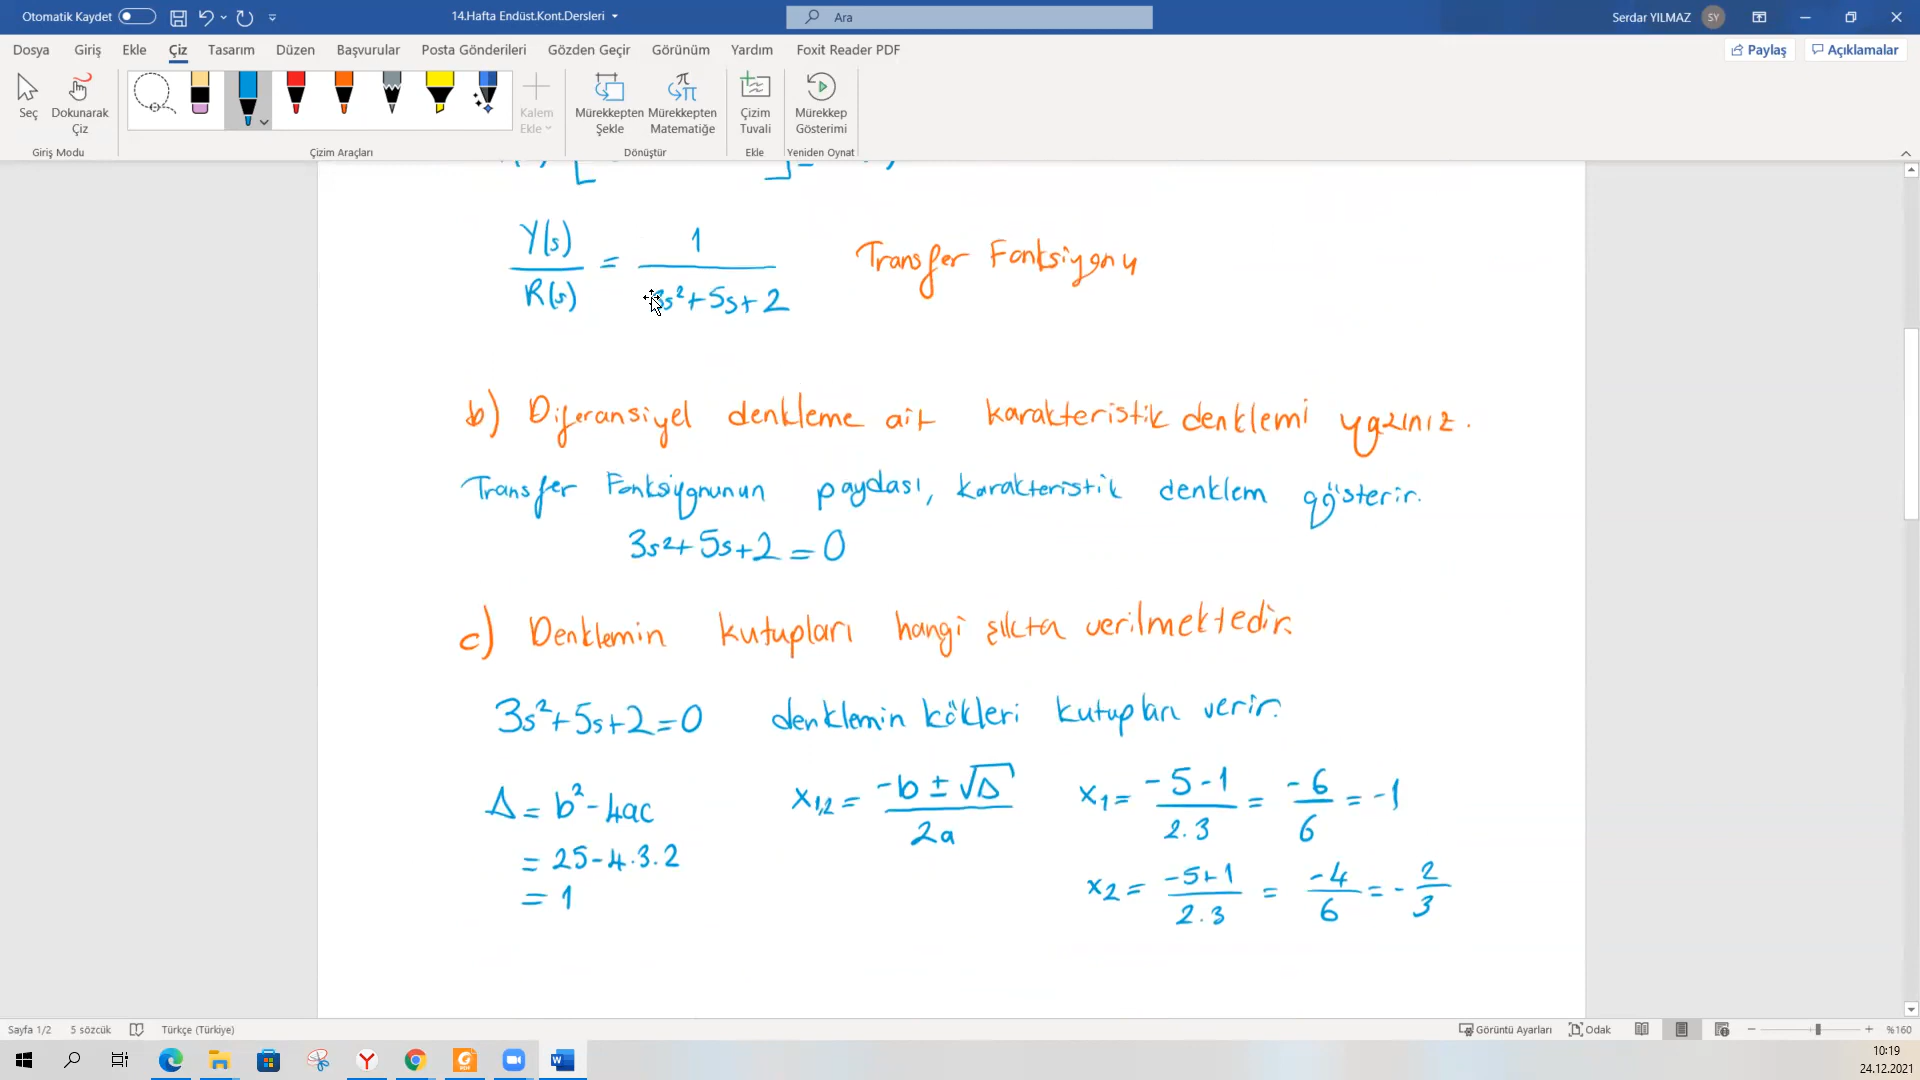 Otomatik Kaydet 14.Hafta Endüst.Kont.Dersleri Ara Serdar YILMAZ SY
Dosya Giriş Ekle Çiz Tasarım Düzen Başvurular Posta Gönderileri Gözden Geçir Görünüm Yardım Foxit Reader PDF Paylaş Açıklamalar
Seç Dokunarak Çiz Kalem Ekle Mürekkepten Şekle Mürekkepten Matematiğe Çizim Tuvali Mürekkep Gösterimi
Giriş Modu Çizim Araçları Dönüştür Ekle Yeniden Oynat
Y(s)/R(s) = 1/(3s²+5s+2) Transfer Fonksiyonu
b) Diferansiyel denkleme ait karakteristik denklemi yazınız.
Transfer Fonksiyonunun paydası, karakteristik denklem gösterir.
3s²+5s+2=0
c) Denklemin kutupları hangi şıkta verilmektedir.
3s²+5s+2=0 denklemin kökleri kutupları verir.
Δ = b²-4ac x1,2 = (-b ± √Δ)/2a x1 = (-5-1)/2.3 = -6/6 = -1
= 25-4.3.2
= 1 x2 = (-5+1)/2.3 = -4/6 = -2/3
Sayfa 1/2 5 sözcük Türkçe (Türkiye) Görüntü Ayarları Odak %160
10:19
24.12.2021